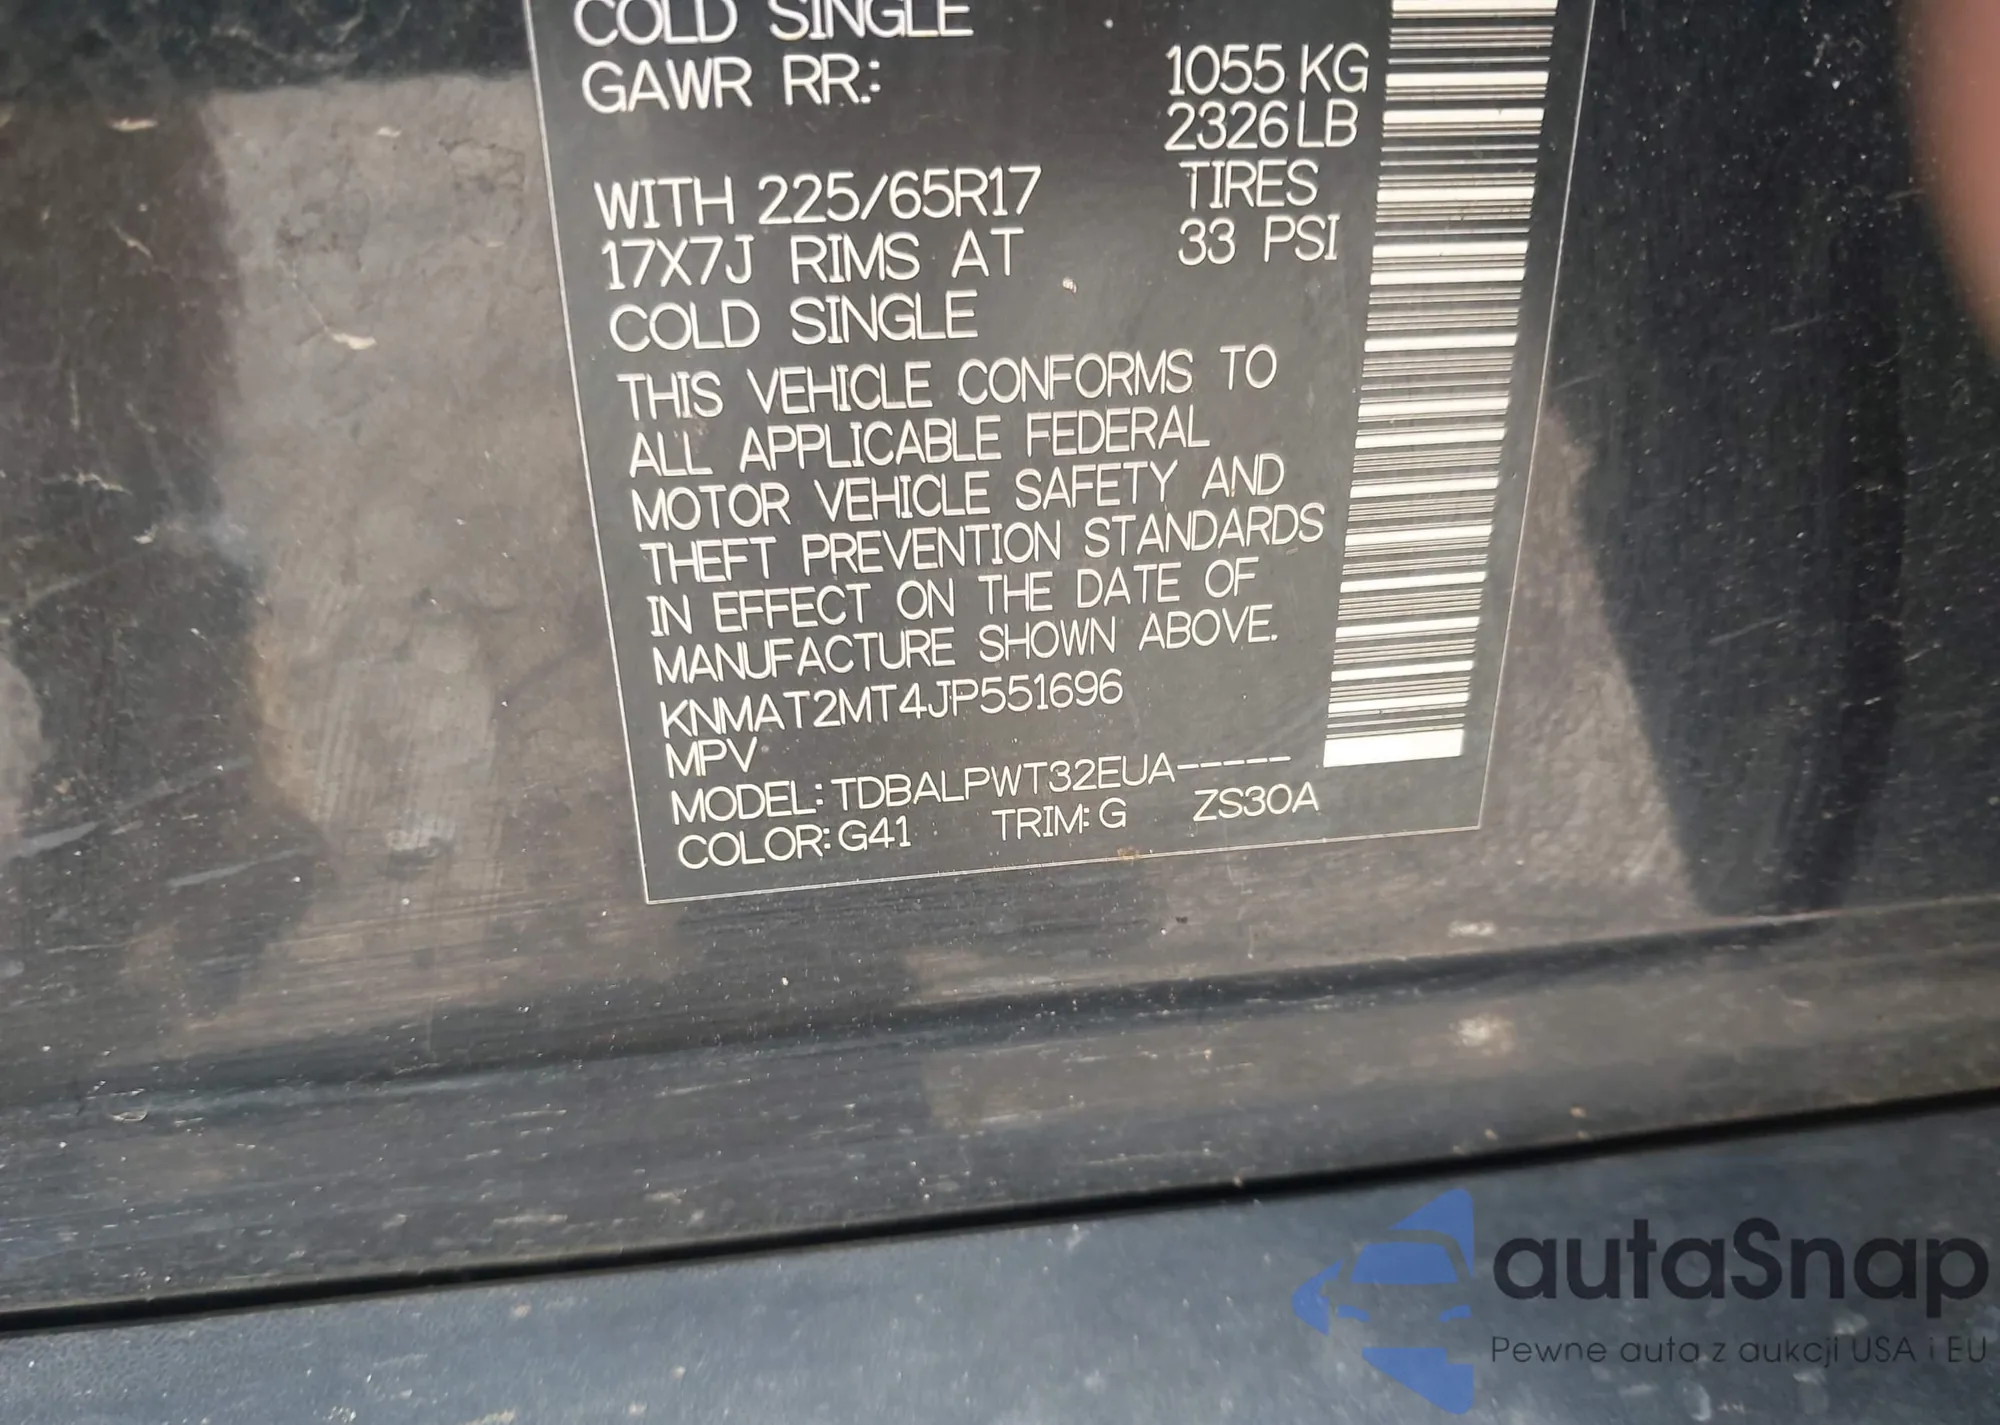 COLD SINGLE
GAWR RR.: 1055 KG
2326 LB
WITH 225/65R17 TIRES
17X7J RIMS AT 33 PSI
COLD SINGLE
THIS VEHICLE CONFORMS TO
ALL APPLICABLE FEDERAL
MOTOR VEHICLE SAFETY AND
THEFT PREVENTION STANDARDS
IN EFFECT ON THE DATE OF
MANUFACTURE SHOWN ABOVE.
KNMAT2MT4JP551696
MPV
MODEL: TDBALPWT32EUA-----
COLOR: G41 TRIM: G ZS30A
autaSnap
Pewne auta z aukcji USA i EU